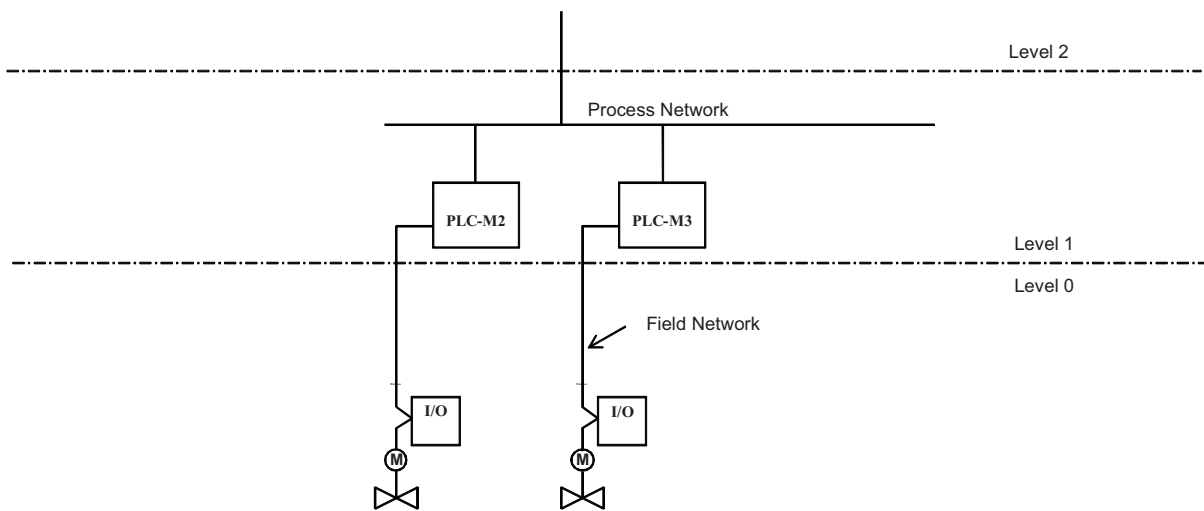 Level 2
Process Network
PLC-M2
PLC-M3
Level 1
Level 0
Field Network
I/O
I/O
M
M